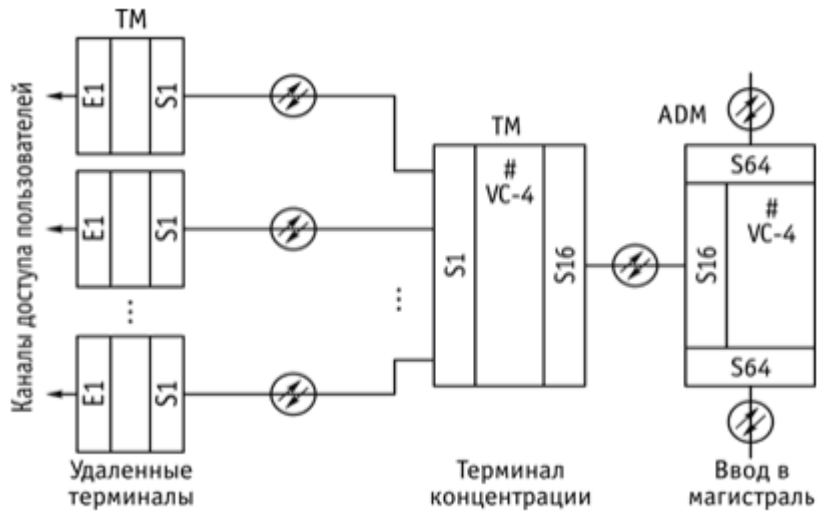 TM
E1
S1
E1
S1
...
E1
S1
Каналы доступа пользователей
Удаленные
терминалы
...
TM
#
VC-4
S1
S16
Терминал
концентрации
ADM
S64
#
VC-4
S16
S64
Ввод в
магистраль